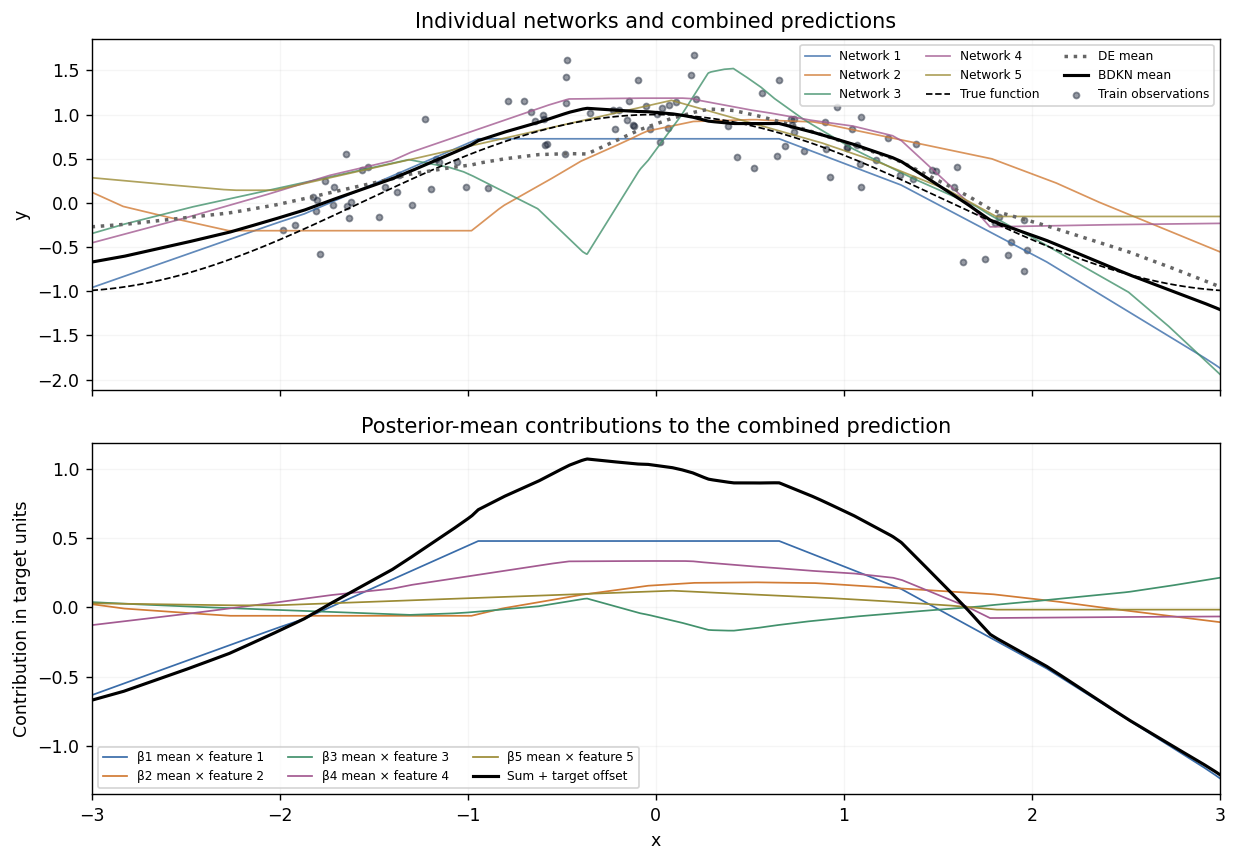 Individual networks and combined predictions
y
1.5
1.0
0.5
0.0
−0.5
−1.0
−1.5
−2.0
Network 1
Network 2
Network 3
Network 4
Network 5
True function
DE mean
BDKN mean
Train observations
Posterior-mean contributions to the combined prediction
Contribution in target units
1.0
0.5
0.0
−0.5
−1.0
β1 mean × feature 1
β2 mean × feature 2
β3 mean × feature 3
β4 mean × feature 4
β5 mean × feature 5
Sum + target offset
−3 −2 −1 0 1 2 3
x